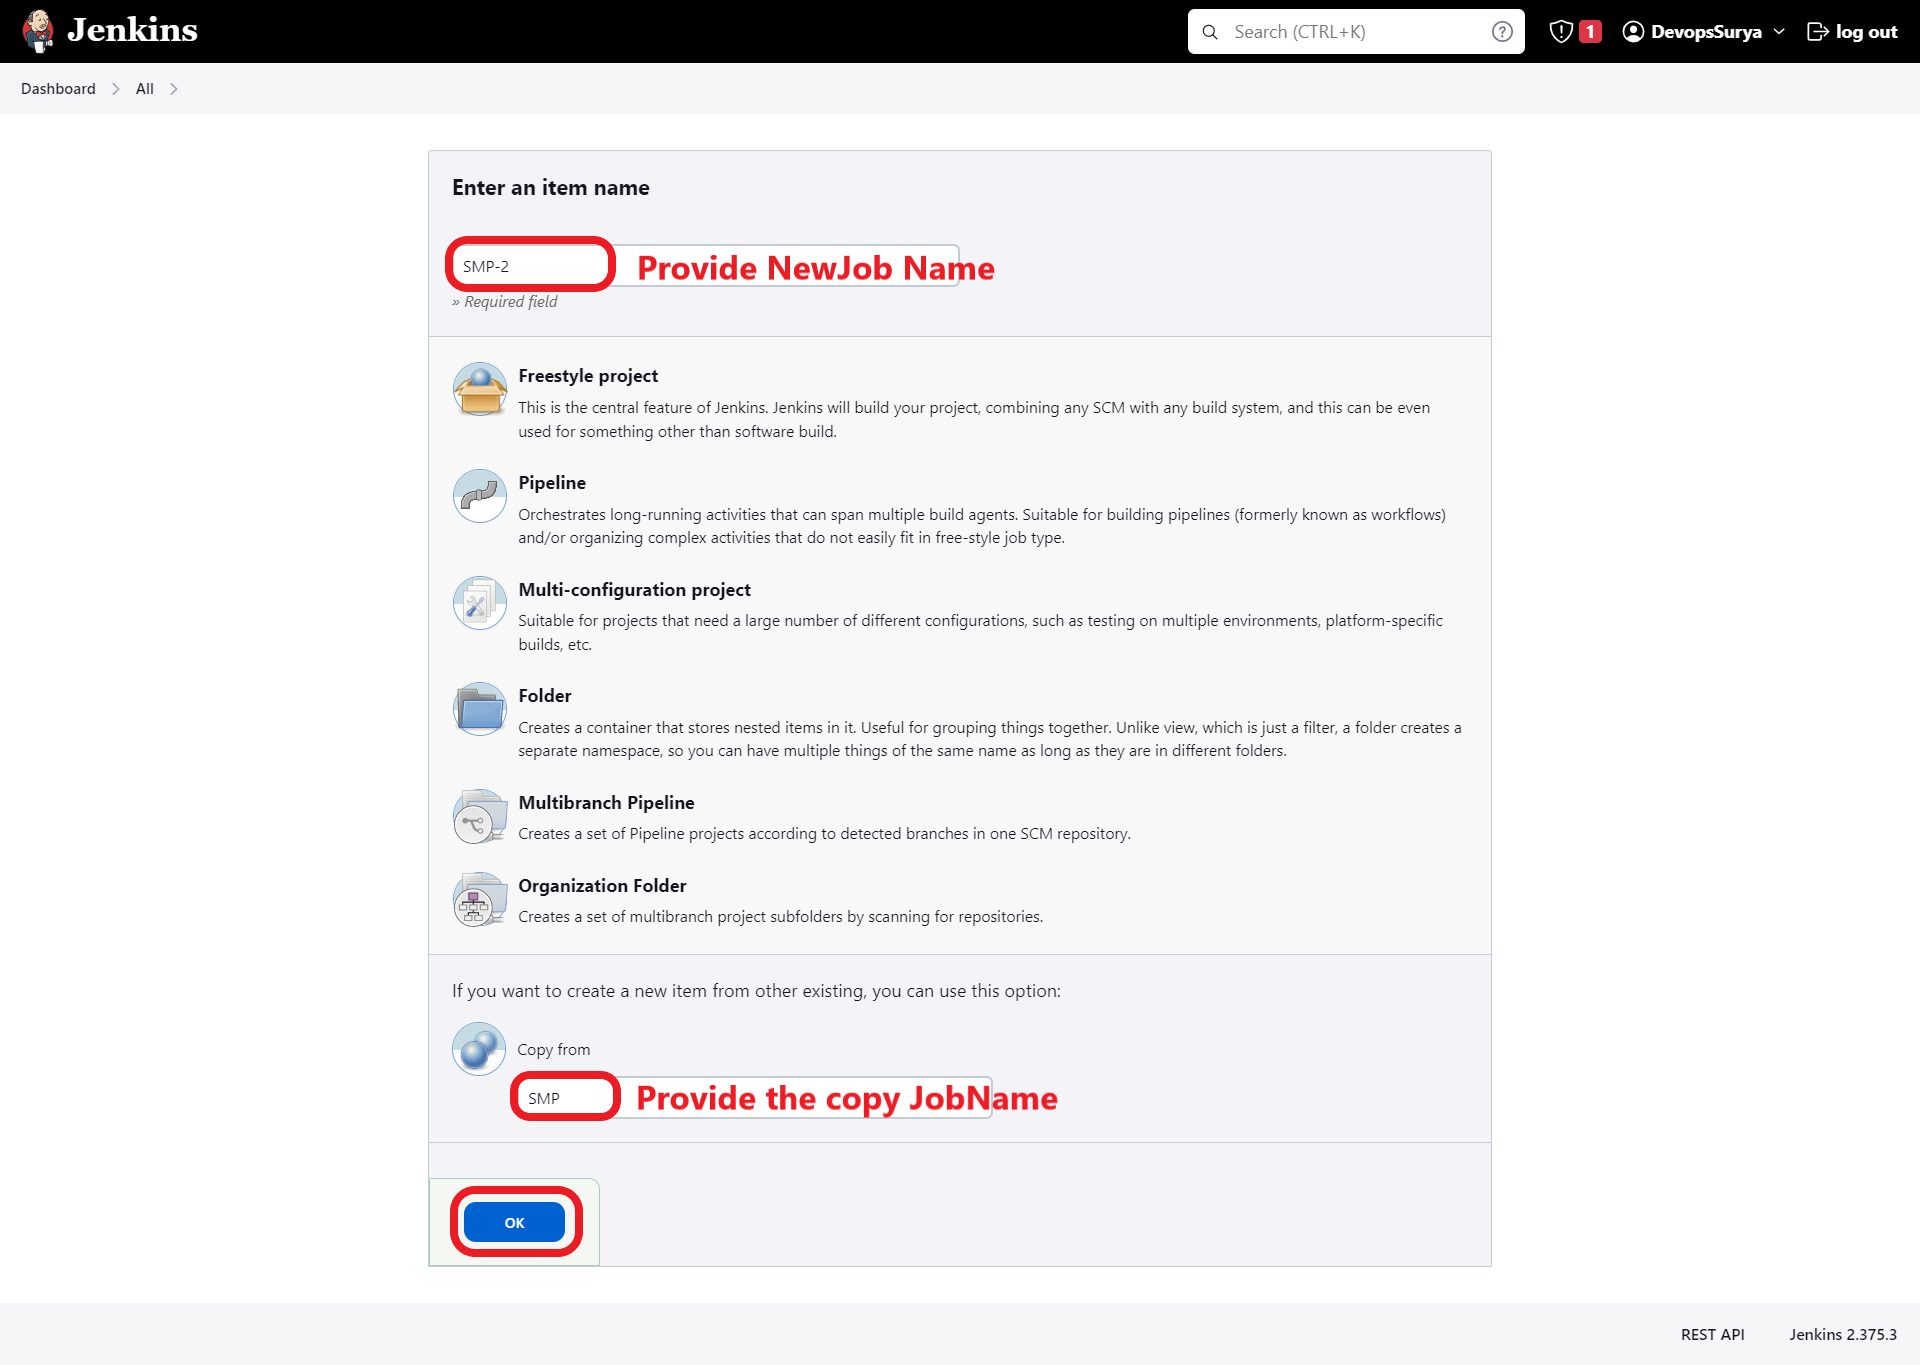 Jenkins
Search (CTRL+K)
1
DevopsSurya
log out
Dashboard
All
Enter an item name
SMP-2
Provide NewJob Name
» Required field
Freestyle project
This is the central feature of Jenkins. Jenkins will build your project, combining any SCM with any build system, and this can be even
used for something other than software build.
Pipeline
Orchestrates long-running activities that can span multiple build agents. Suitable for building pipelines (formerly known as workflows)
and/or organizing complex activities that do not easily fit in free-style job type.
Multi-configuration project
Suitable for projects that need a large number of different configurations, such as testing on multiple environments, platform-specific
builds, etc.
Folder
Creates a container that stores nested items in it. Useful for grouping things together. Unlike view, which is just a filter, a folder creates a
separate namespace, so you can have multiple things of the same name as long as they are in different folders.
Multibranch Pipeline
Creates a set of Pipeline projects according to detected branches in one SCM repository.
Organization Folder
Creates a set of multibranch project subfolders by scanning for repositories.
If you want to create a new item from other existing, you can use this option:
Copy from
SMP
Provide the copy JobName
OK
REST API
Jenkins 2.375.3